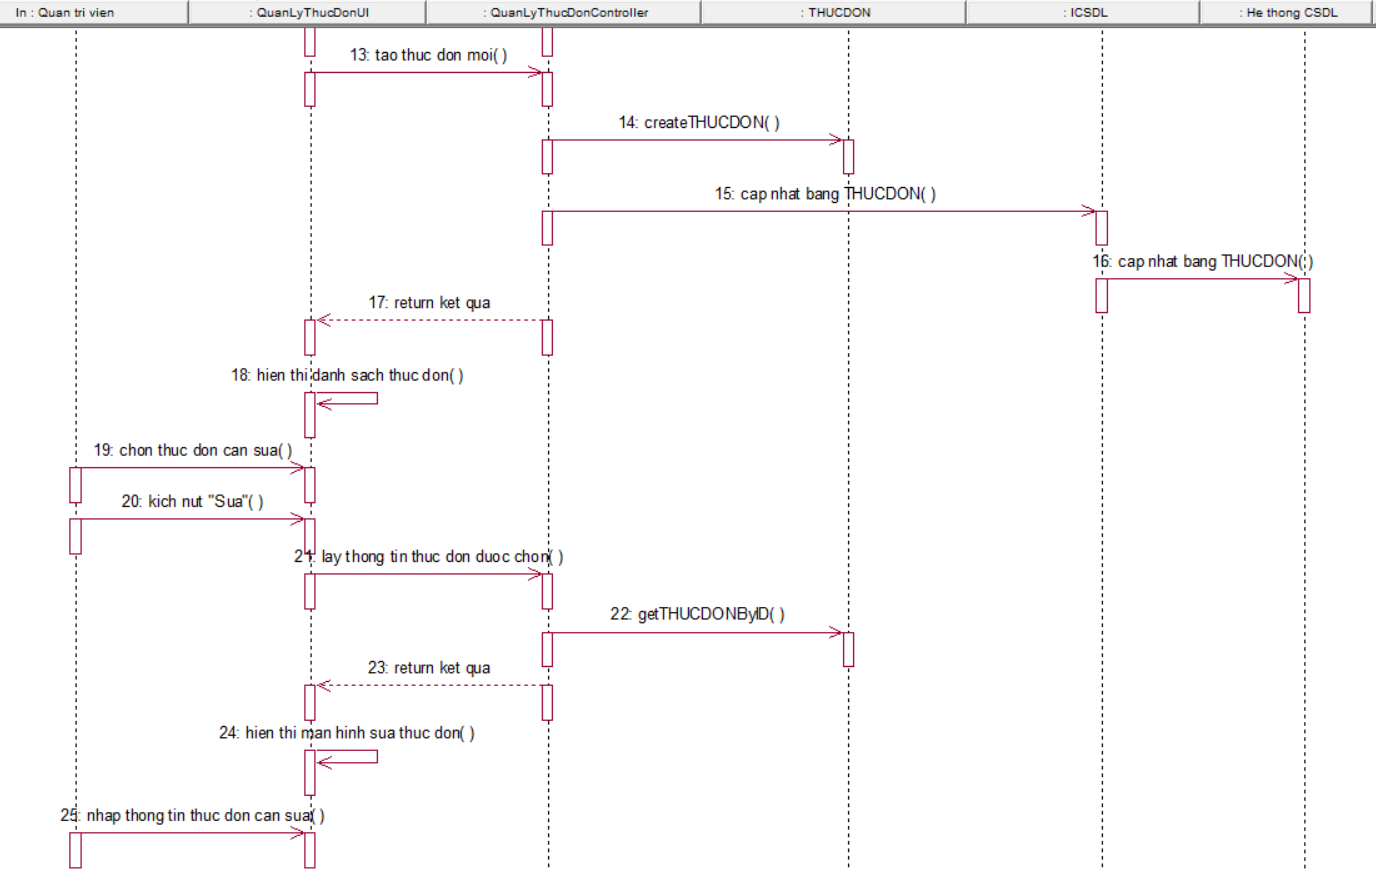 In : Quan tri vien
: QuanLyThucDonUI
: QuanLyThucDonController
: THUCDON
: ICSDL
: He thong CSDL
13: tao thuc don moi( )
14: createTHUCDON( )
15: cap nhat bang THUCDON( )
16: cap nhat bang THUCDON( )
17: return ket qua
18: hien thi danh sach thuc don( )
19: chon thuc don can sua( )
20: kich nut "Sua"( )
21: lay thong tin thuc don duoc chon( )
22: getTHUCDONByID( )
23: return ket qua
24: hien thi man hinh sua thuc don( )
25: nhap thong tin thuc don can sua( )